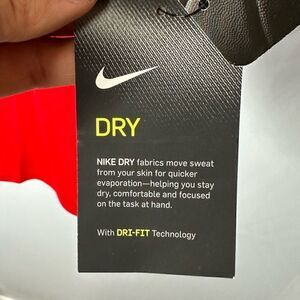 DRY
NIKE DRY fabrics move sweat
from your skin for quicker
evaporation—helping you stay
dry, comfortable and focused
on the task at hand.
With DRI-FIT Technology